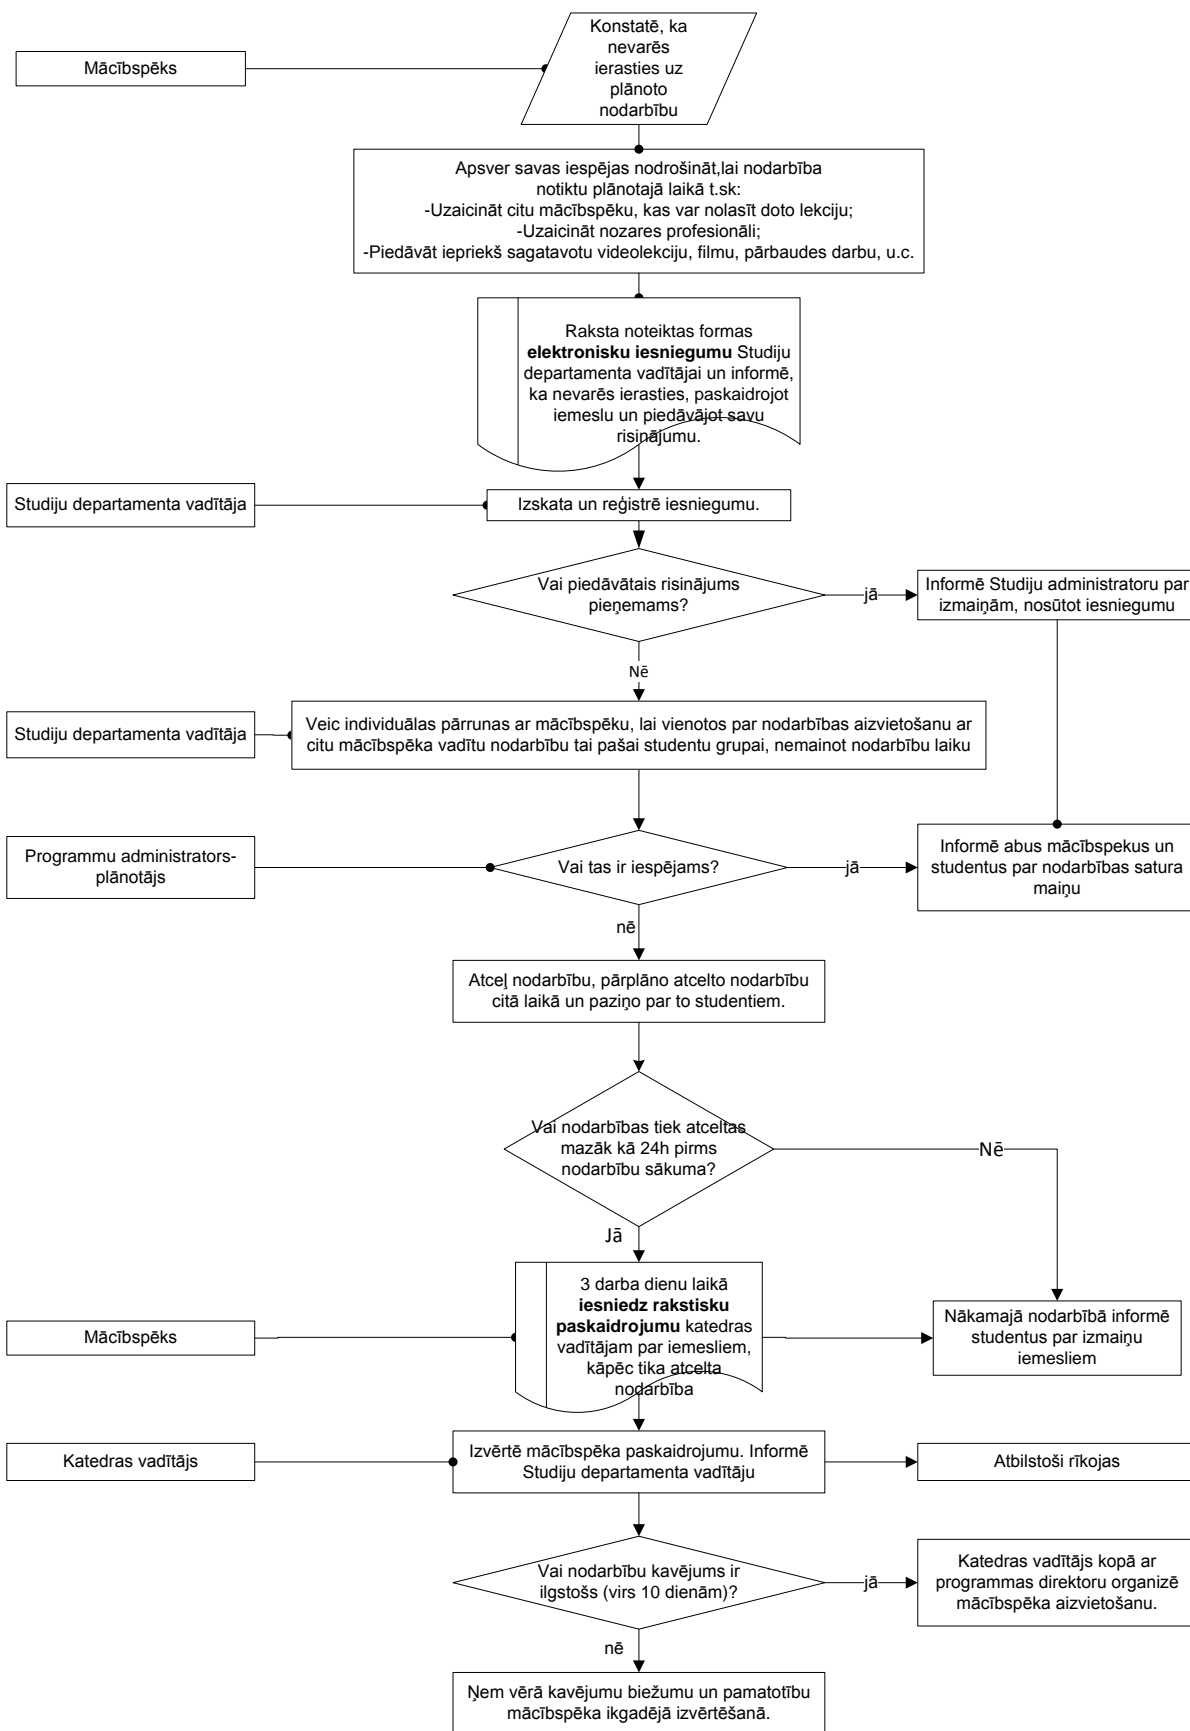 Konstatē, ka
nevarēs
ierasties uz
plānoto
nodarbību
Mācībspēks
Apsver savas iespējas nodrošināt,lai nodarbība
notiktu plānotajā laikā t.sk:
-Uzaicināt citu mācībspēku, kas var nolasīt doto lekciju;
-Uzaicināt nozares profesionāli;
-Piedāvāt iepriekš sagatavotu videolekciju, filmu, pārbaudes darbu, u.c.
Raksta noteiktas formas
elektronisku iesniegumu Studiju
departamenta vadītājai un informē,
ka nevarēs ierasties, paskaidrojot
iemeslu un piedāvājot savu
risinājumu.
Studiju departamenta vadītāja
Izskata un reģistrē iesniegumu.
Vai piedāvātais risinājums
pieņemams?
jā
Informē Studiju administratoru par
izmaiņām, nosūtot iesniegumu
Nē
Studiju departamenta vadītāja
Veic individuālas pārrunas ar mācībspēku, lai vienotos par nodarbības aizvietošanu ar
citu mācībspēka vadītu nodarbību tai pašai studentu grupai, nemainot nodarbību laiku
Programmu administrators-
plānotājs
Vai tas ir iespējams?
jā
Informē abus mācībspekus un
studentus par nodarbības satura
maiņu
nē
Atceļ nodarbību, pārplāno atcelto nodarbību
citā laikā un paziņo par to studentiem.
Vai nodarbības tiek atceltas
mazāk kā 24h pirms
nodarbību sākuma?
Nē
Jā
Mācībspēks
3 darba dienu laikā
iesniedz rakstisku
paskaidrojumu katedras
vadītājam par iemesliem,
kāpēc tika atcelta
nodarbība
Nākamajā nodarbībā informē
studentus par izmaiņu
iemesliem
Katedras vadītājs
Izvērtē mācībspēka paskaidrojumu. Informē
Studiju departamenta vadītāju
Atbilstoši rīkojas
Vai nodarbību kavējums ir
ilgstošs (virs 10 dienām)?
jā
Katedras vadītājs kopā ar
programmas direktoru organizē
mācībspēka aizvietošanu.
nē
Ņem vērā kavējumu biežumu un pamatotību
mācībspēka ikgadējā izvērtēšanā.